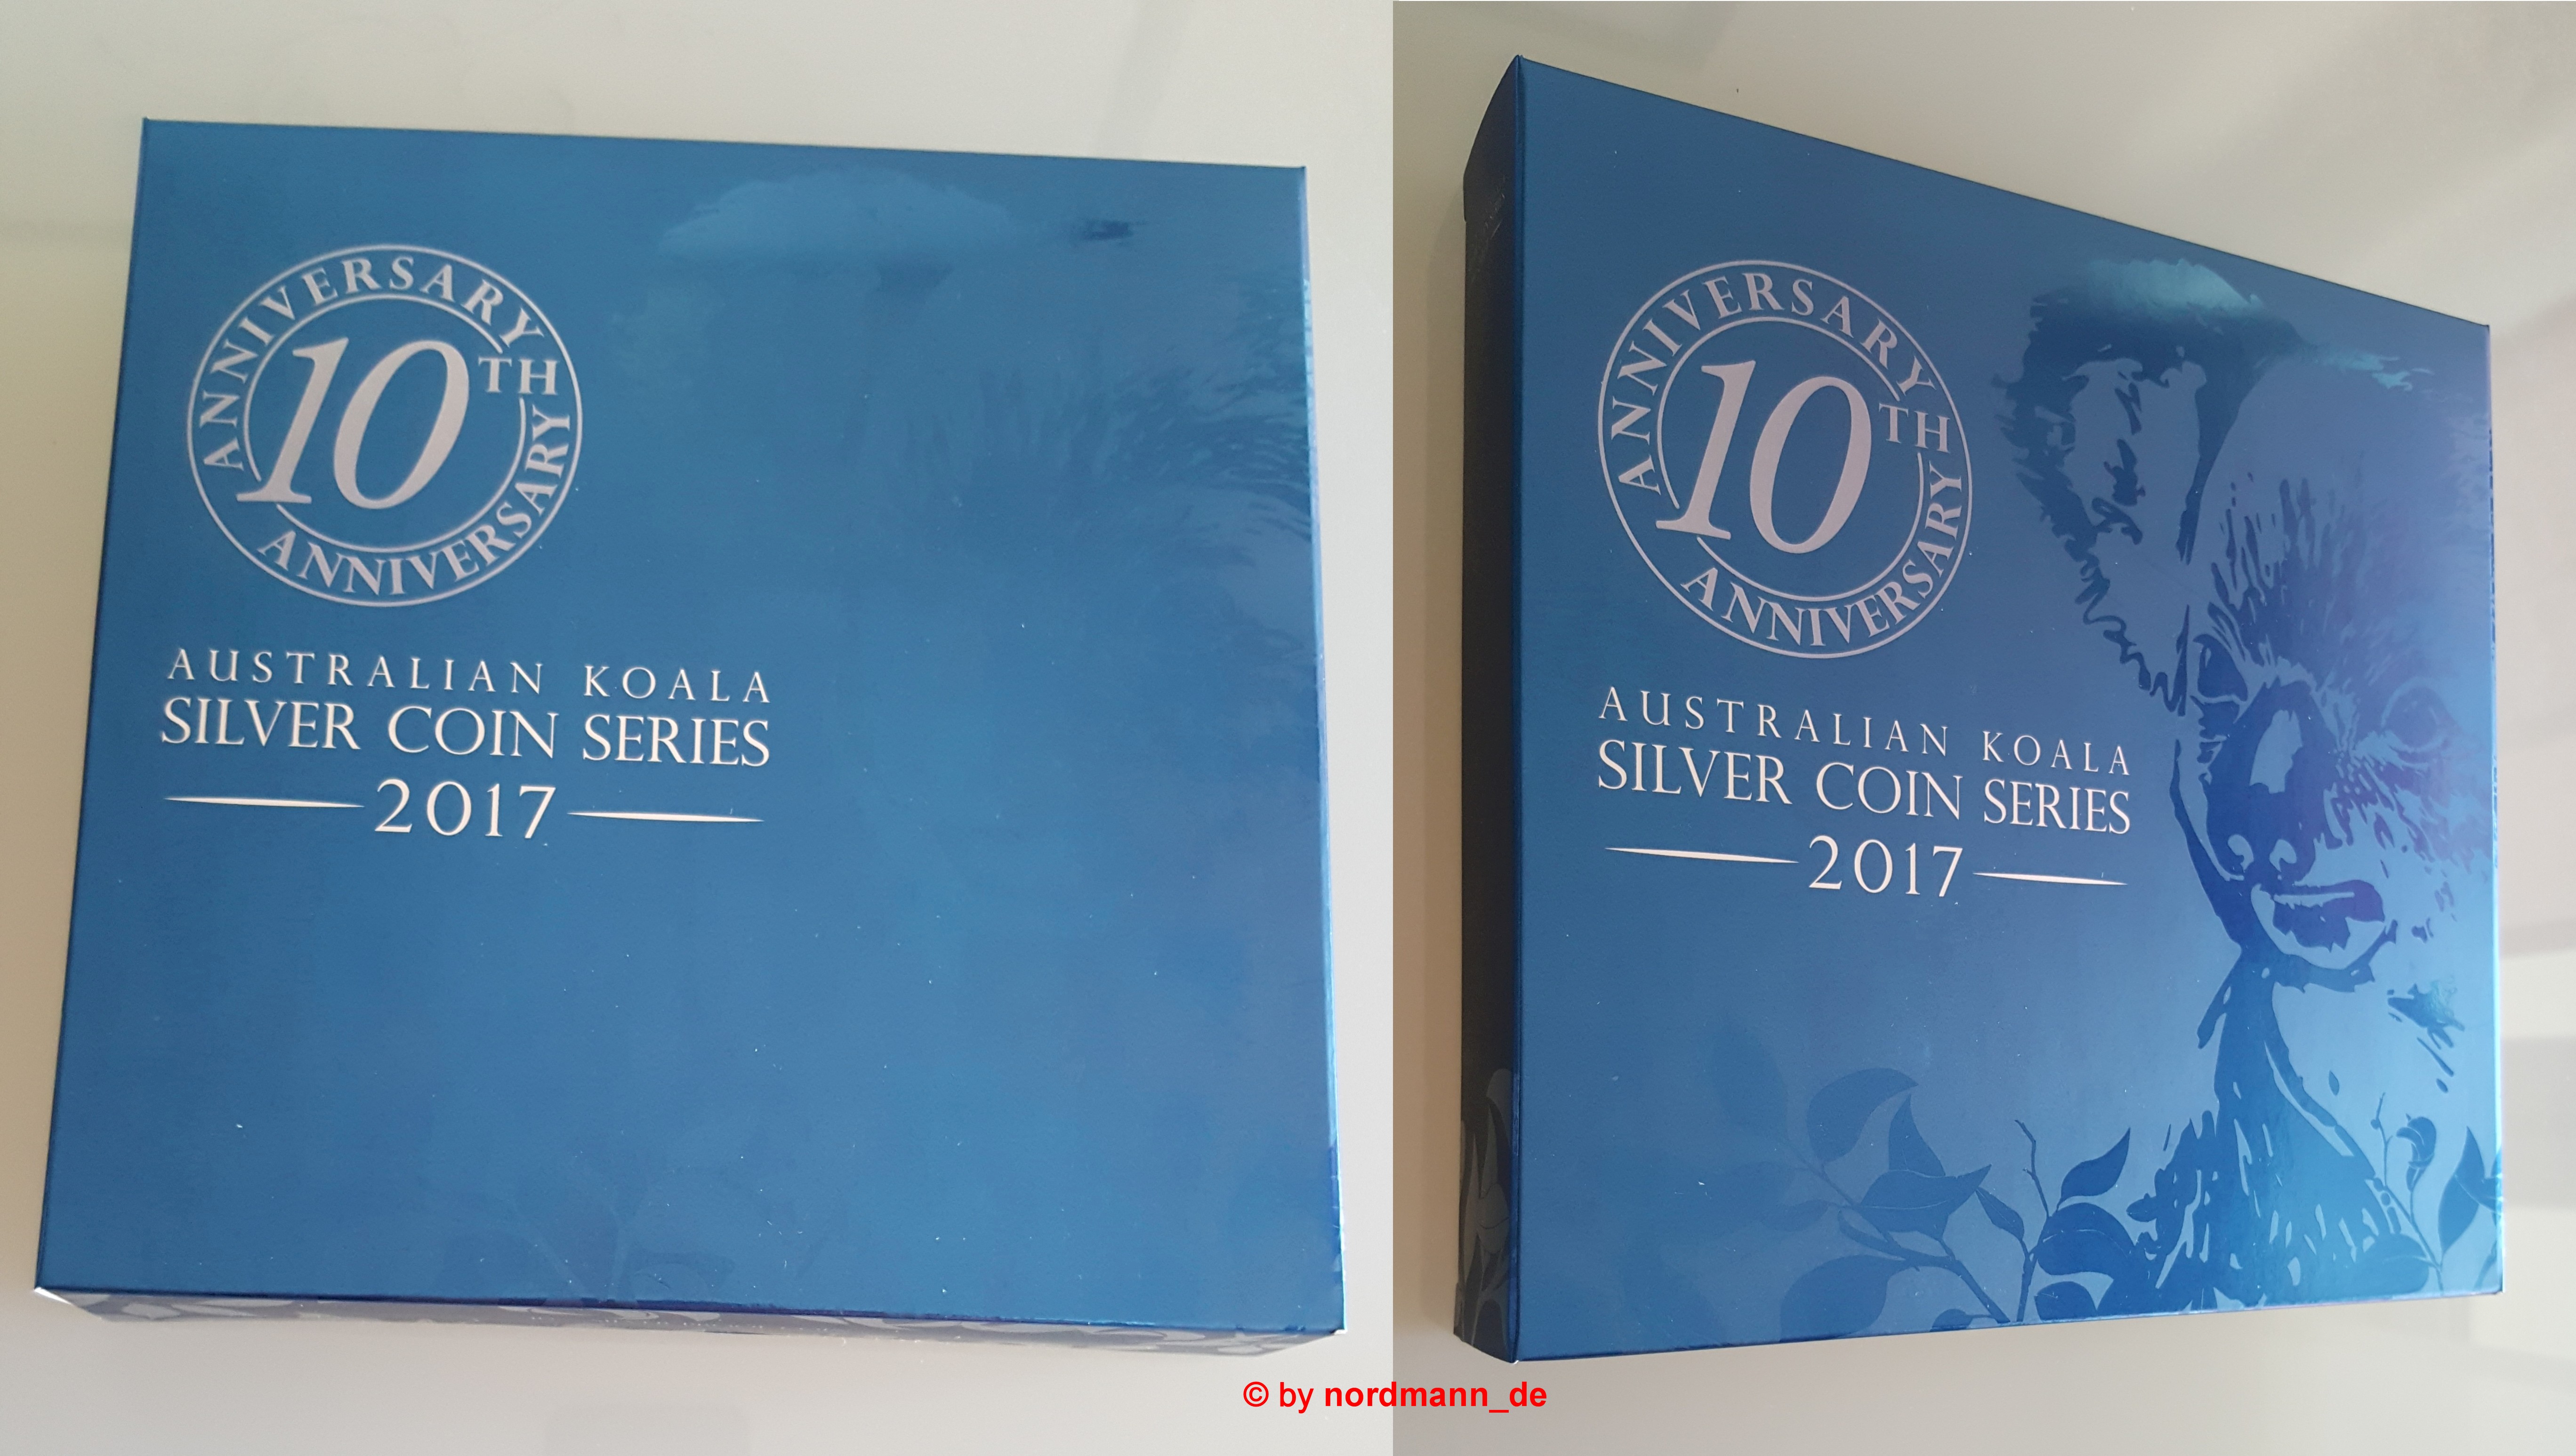 ANNIVERSARY
10TH
ANNIVERSARY
AUSTRALIAN KOALA
SILVER COIN SERIES
2017
ANNIVERSARY
10TH
ANNIVERSARY
AUSTRALIAN KOALA
SILVER COIN SERIES
2017
© by nordmann_de